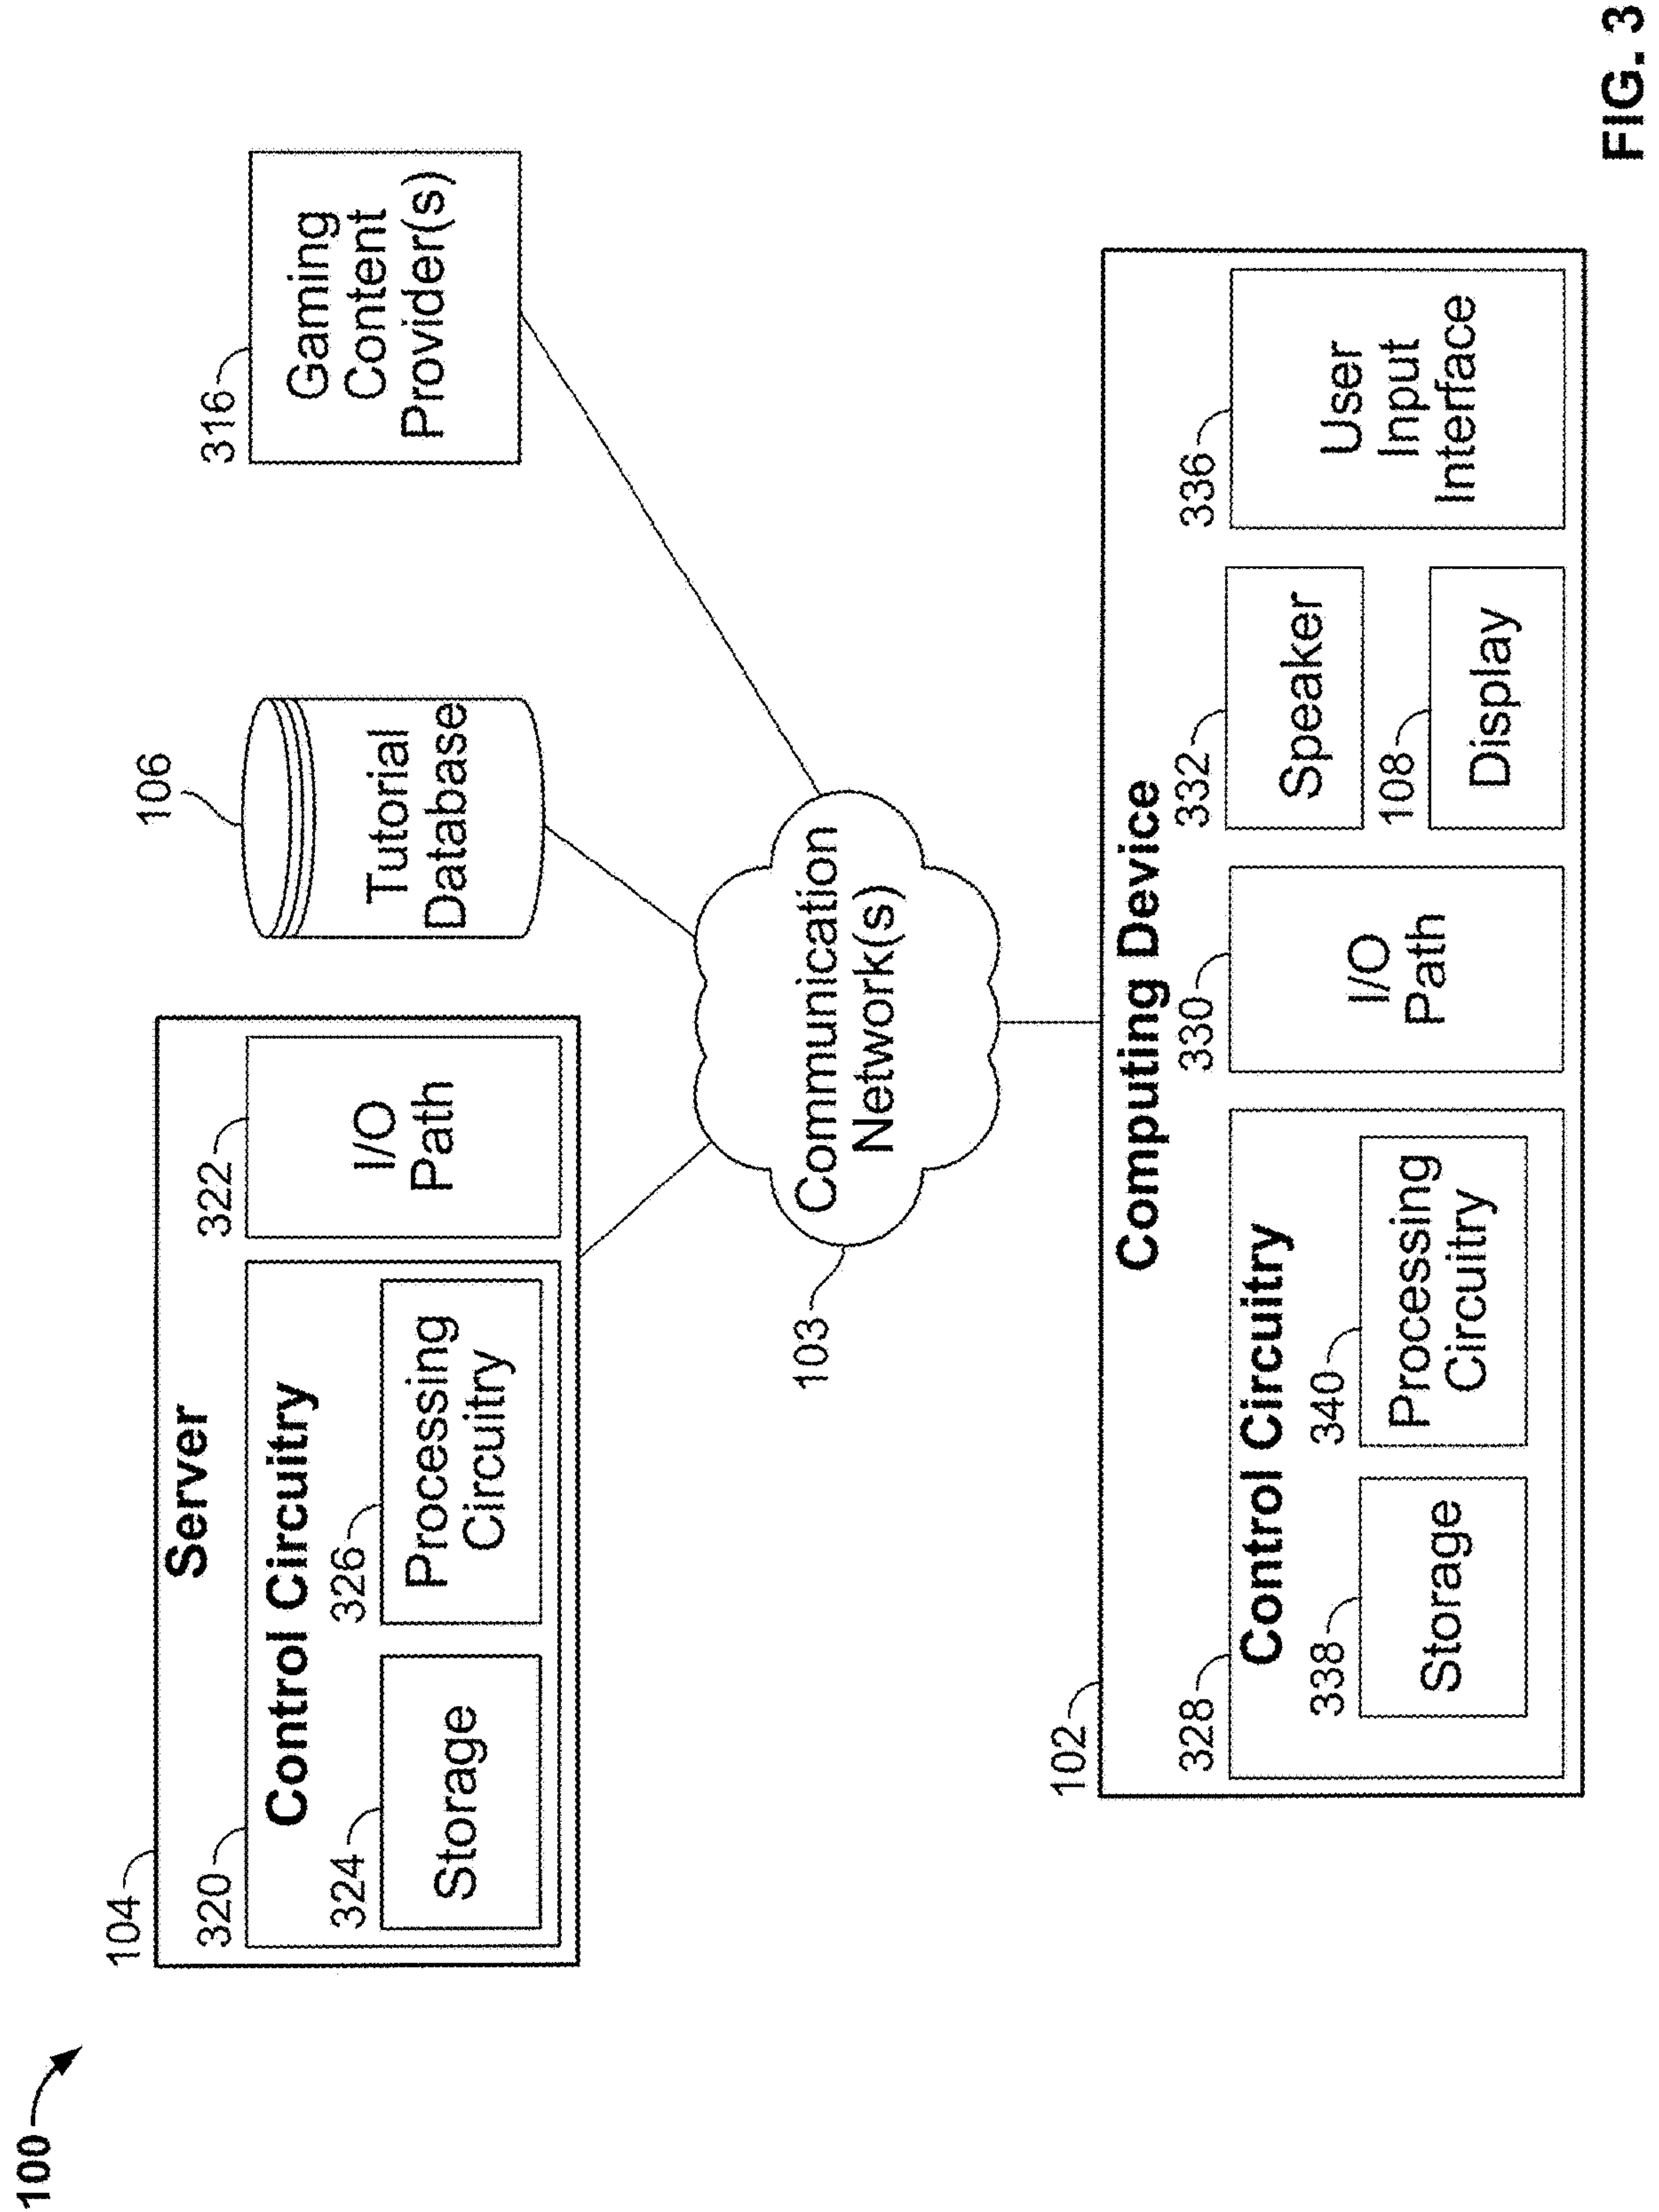 100
104
Server
320
Control Circuitry
324
Storage
326
Processing
Circuitry
322
I/O
Path
106
Tutorial
Database
316
Gaming
Content
Provider(s)
103
Communication
Network(s)
102
Computing Device
328
Control Circuitry
338
Storage
340
Processing
Circuitry
330
I/O
Path
332
Speaker
108
Display
336
User
Input
Interface
FIG. 3